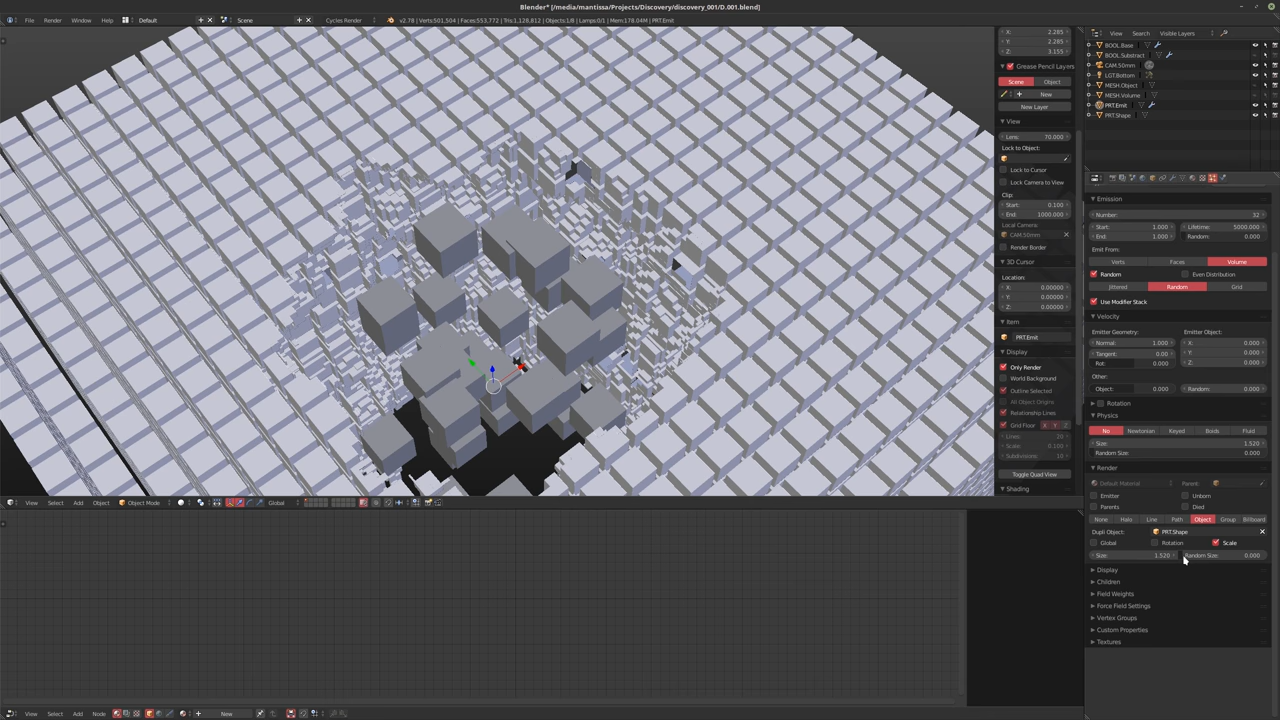 Blender* [/media/mantissa/Projects/Discovery/discovery_001/D.001.blend]
File Render Window Help Default Scene Cycles Render v2.78 | Verts:501,504 | Faces:553,772 | Tris:1,128,812 | Objects:1/8 | Lamps:0/1 | Mem:178.04M | PRT.Emit
X: 2.285
Y: 2.285
Z: 3.155
Grease Pencil Layers
Scene Object
New
New Layer
View
Lens: 70.000
Lock to Object:
Lock to Cursor
Lock Camera to View
Clip:
Start: 0.100
End: 1000.000
Local Camera:
CAM.50mm
Render Border
3D Cursor
Location:
X: 0.00000
Y: 0.00000
Z: 0.00000
Item
PRT.Emit
Display
Only Render
World Background
Outline Selected
All Object Origins
Relationship Lines
Grid Floor X Y Z
Lines: 20
Scale: 0.100
Subdivisions: 10
Toggle Quad View
Shading
View Search Visible Layers
BOOL.Base
BOOL.Substract
CAM.50mm
LGT.Bottom
MESH.Object
MESH.Volume
PRT.Emit
PRT.Shape
Emission
Number: 32
Start: 1.000 Lifetime: 5000.000
End: 1.000 Random: 0.000
Emit From:
Verts Faces Volume
Random Even Distribution
Jittered Random Grid
Use Modifier Stack
Velocity
Emitter Geometry: Emitter Object:
Normal: 1.000 X: 0.000
Tangent: 0.00 Y: 0.000
Rot: 0.000 Z: 0.000
Other:
Object: 0.000 Random: 0.000
Rotation
Physics
No Newtonian Keyed Boids Fluid
Size: 1.520
Random Size: 0.000
Render
Default Material Parent:
Emitter Unborn
Parents Died
None Halo Line Path Object Group Billboard
Dupli Object: PRT.Shape
Global Rotation Scale
Size: 1.520 Random Size: 0.000
Display
Children
Field Weights
Force Field Settings
Vertex Groups
Custom Properties
Textures
View Select Add Object Object Mode Global
View Select Add Node New